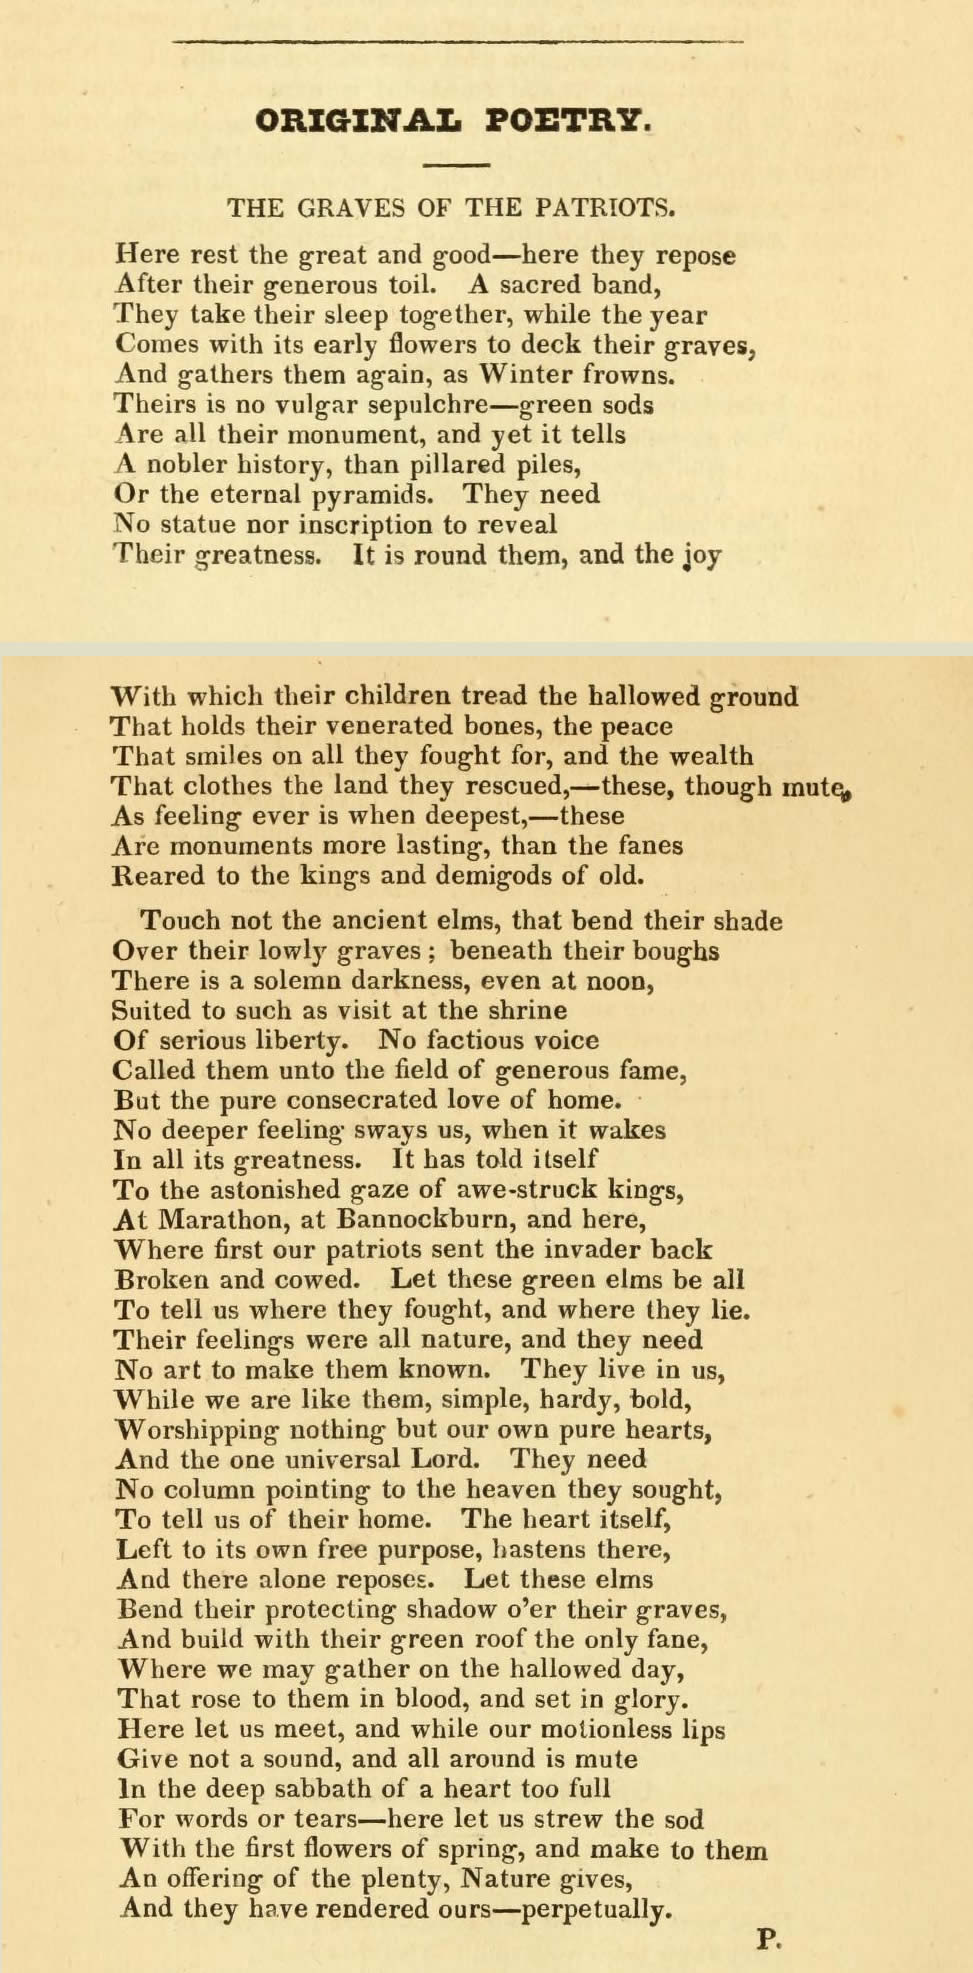 ORIGINAL POETRY.
THE GRAVES OF THE PATRIOTS.
Here rest the great and good—here they repose
After their generous toil. A sacred band,
They take their sleep together, while the year
Comes with its early flowers to deck their graves,
And gathers them again, as Winter frowns.
Theirs is no vulgar sepulchre—green sods
Are all their monument, and yet it tells
A nobler history, than pillared piles,
Or the eternal pyramids. They need
No statue nor inscription to reveal
Their greatness. It is round them, and the joy
With which their children tread the hallowed ground
That holds their venerated bones, the peace
That smiles on all they fought for, and the wealth
That clothes the land they rescued,—these, though mute,
As feeling ever is when deepest,—these
Are monuments more lasting, than the fanes
Reared to the kings and demigods of old.
Touch not the ancient elms, that bend their shade
Over their lowly graves; beneath their boughs
There is a solemn darkness, even at noon,
Suited to such as visit at the shrine
Of serious liberty. No factious voice
Called them unto the field of generous fame,
But the pure consecrated love of home.
No deeper feeling sways us, when it wakes
In all its greatness. It has told itself
To the astonished gaze of awe-struck kings,
At Marathon, at Bannockburn, and here,
Where first our patriots sent the invader back
Broken and cowed. Let these green elms be all
To tell us where they fought, and where they lie.
Their feelings were all nature, and they need
No art to make them known. They live in us,
While we are like them, simple, hardy, bold,
Worshipping nothing but our own pure hearts,
And the one universal Lord. They need
No column pointing to the heaven they sought,
To tell us of their home. The heart itself,
Left to its own free purpose, hastens there,
And there alone reposes. Let these elms
Bend their protecting shadow o'er their graves,
And build with their green roof the only fane,
Where we may gather on the hallowed day,
That rose to them in blood, and set in glory.
Here let us meet, and while our motionless lips
Give not a sound, and all around is mute
In the deep sabbath of a heart too full
For words or tears—here let us strew the sod
With the first flowers of spring, and make to them
An offering of the plenty, Nature gives,
And they have rendered ours—perpetually.
P.